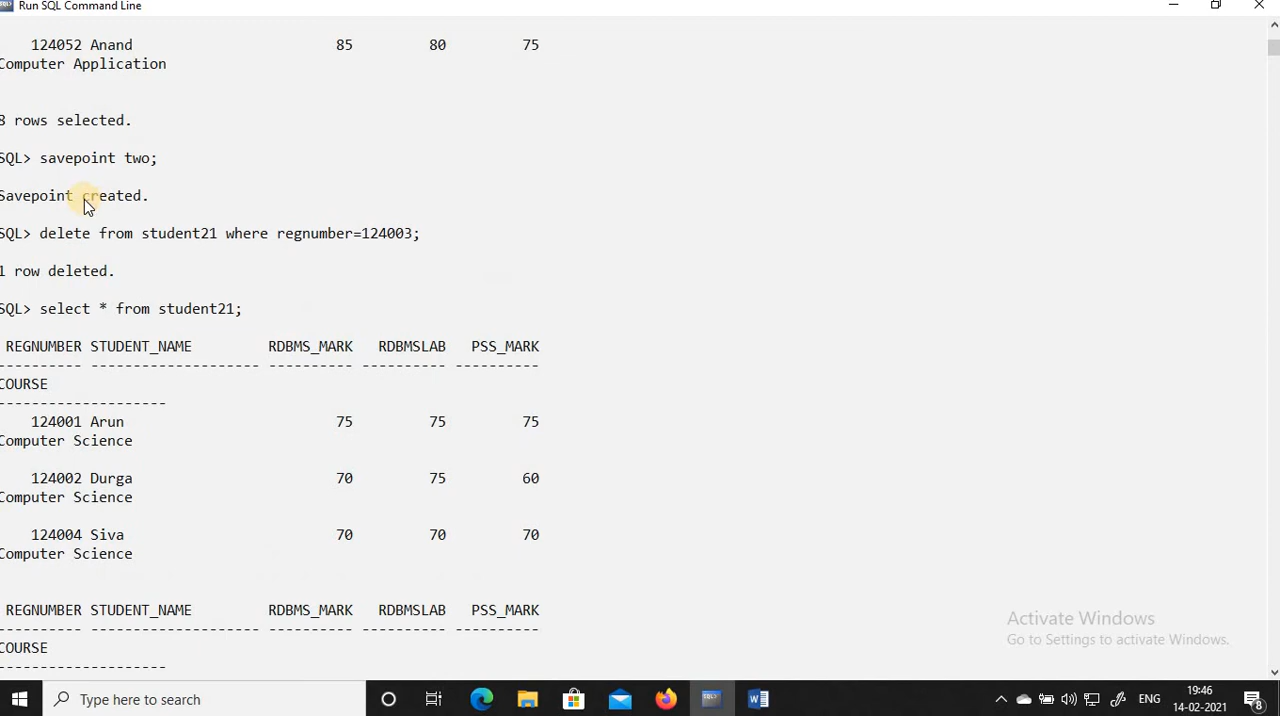 Run SQL Command Line
124052 Anand 85 80 75
Computer Application
8 rows selected.
SQL> savepoint two;
Savepoint created.
SQL> delete from student21 where regnumber=124003;
1 row deleted.
SQL> select * from student21;
REGNUMBER STUDENT_NAME RDBMS_MARK RDBMSLAB PSS_MARK
---------- -------------------- ---------- ---------- ----------
COURSE
--------------------
124001 Arun 75 75 75
Computer Science
124002 Durga 70 75 60
Computer Science
124004 Siva 70 70 70
Computer Science
REGNUMBER STUDENT_NAME RDBMS_MARK RDBMSLAB PSS_MARK
---------- -------------------- ---------- ---------- ----------
COURSE
--------------------
Activate Windows
Go to Settings to activate Windows.
Type here to search
ENG
19:46
14-02-2021
8